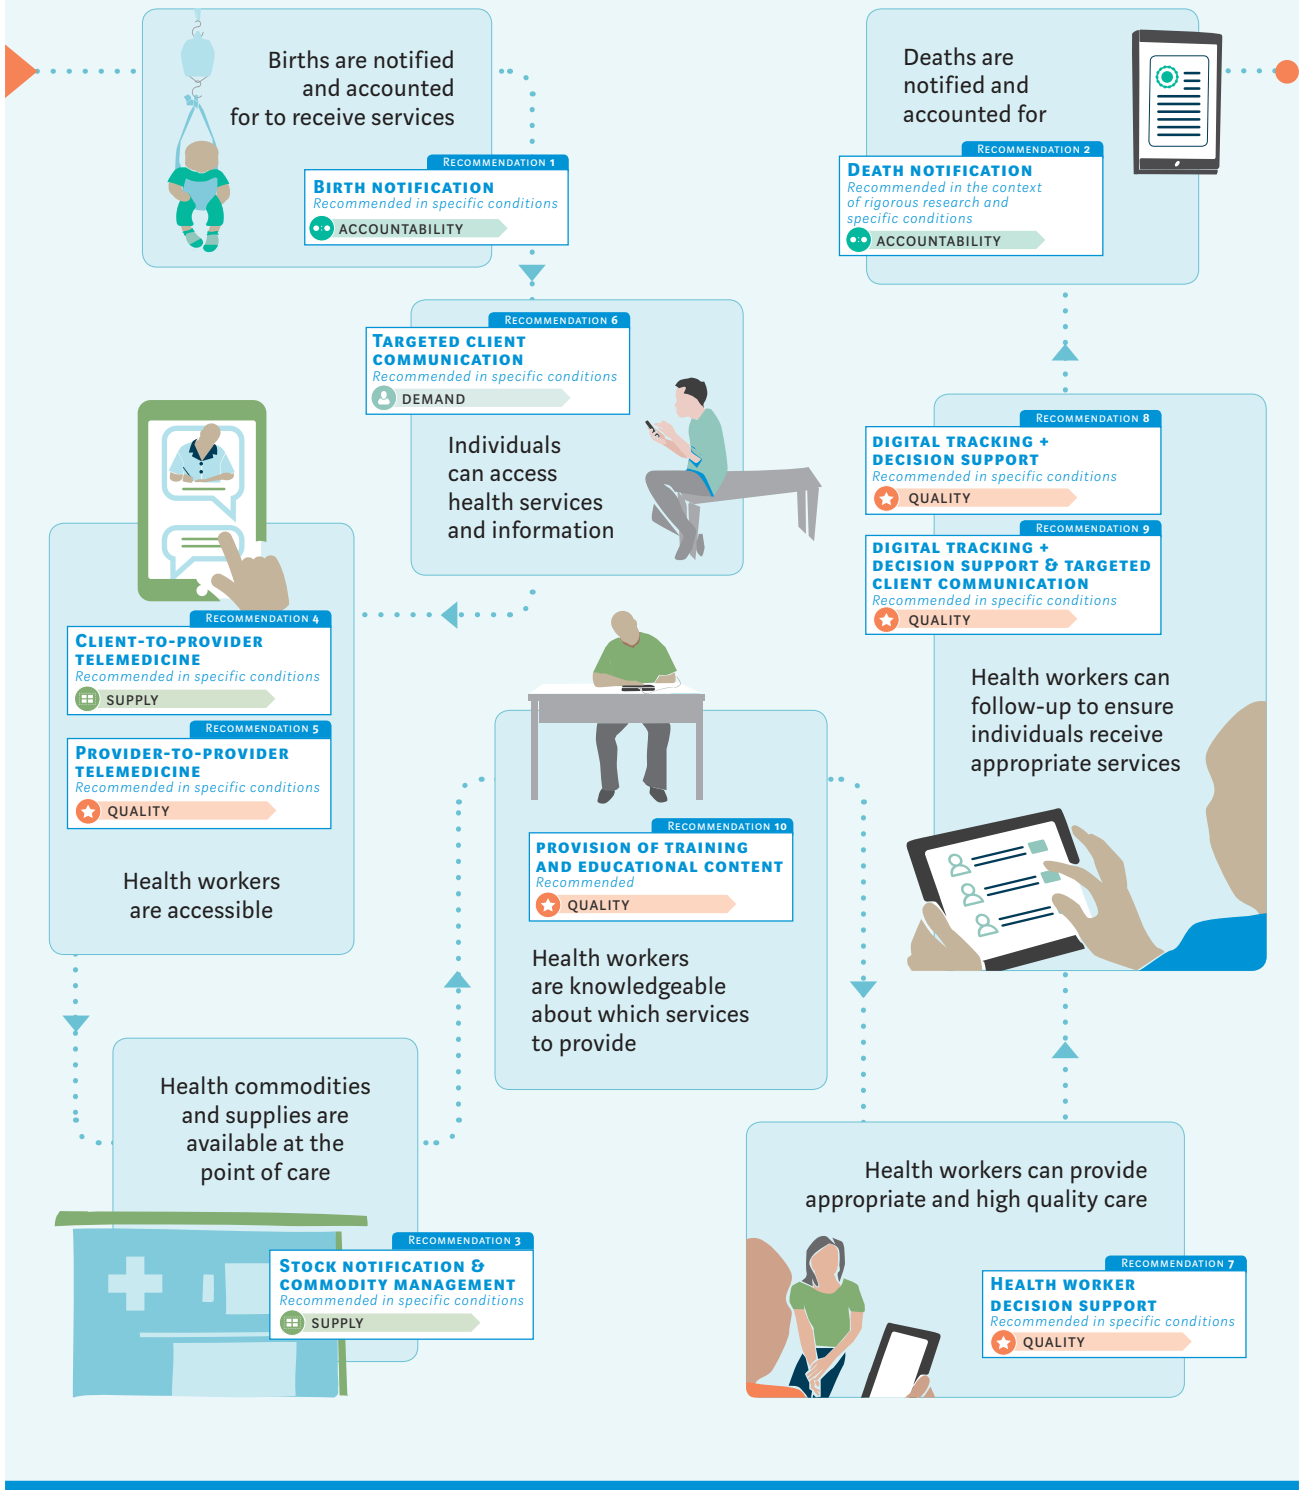 Births are notified
and accounted
for to receive services
RECOMMENDATION 1
BIRTH NOTIFICATION
Recommended in specific conditions
ACCOUNTABILITY
RECOMMENDATION 6
TARGETED CLIENT
COMMUNICATION
Recommended in specific conditions
DEMAND
Individuals
can access
health services
and information
RECOMMENDATION 4
CLIENT-TO-PROVIDER
TELEMEDICINE
Recommended in specific conditions
SUPPLY
RECOMMENDATION 5
PROVIDER-TO-PROVIDER
TELEMEDICINE
Recommended in specific conditions
QUALITY
Health workers
are accessible
Health commodities
and supplies are
available at the
point of care
RECOMMENDATION 3
STOCK NOTIFICATION &
COMMODITY MANAGEMENT
Recommended in specific conditions
SUPPLY
RECOMMENDATION 10
PROVISION OF TRAINING
AND EDUCATIONAL CONTENT
Recommended
QUALITY
Health workers
are knowledgeable
about which services
to provide
Health workers can provide
appropriate and high quality care
RECOMMENDATION 7
HEALTH WORKER
DECISION SUPPORT
Recommended in specific conditions
QUALITY
RECOMMENDATION 8
DIGITAL TRACKING +
DECISION SUPPORT
Recommended in specific conditions
QUALITY
RECOMMENDATION 9
DIGITAL TRACKING +
DECISION SUPPORT & TARGETED
CLIENT COMMUNICATION
Recommended in specific conditions
QUALITY
Health workers can
follow-up to ensure
individuals receive
appropriate services
Deaths are
notified and
accounted for
RECOMMENDATION 2
DEATH NOTIFICATION
Recommended in the context
of rigorous research and
specific conditions
ACCOUNTABILITY